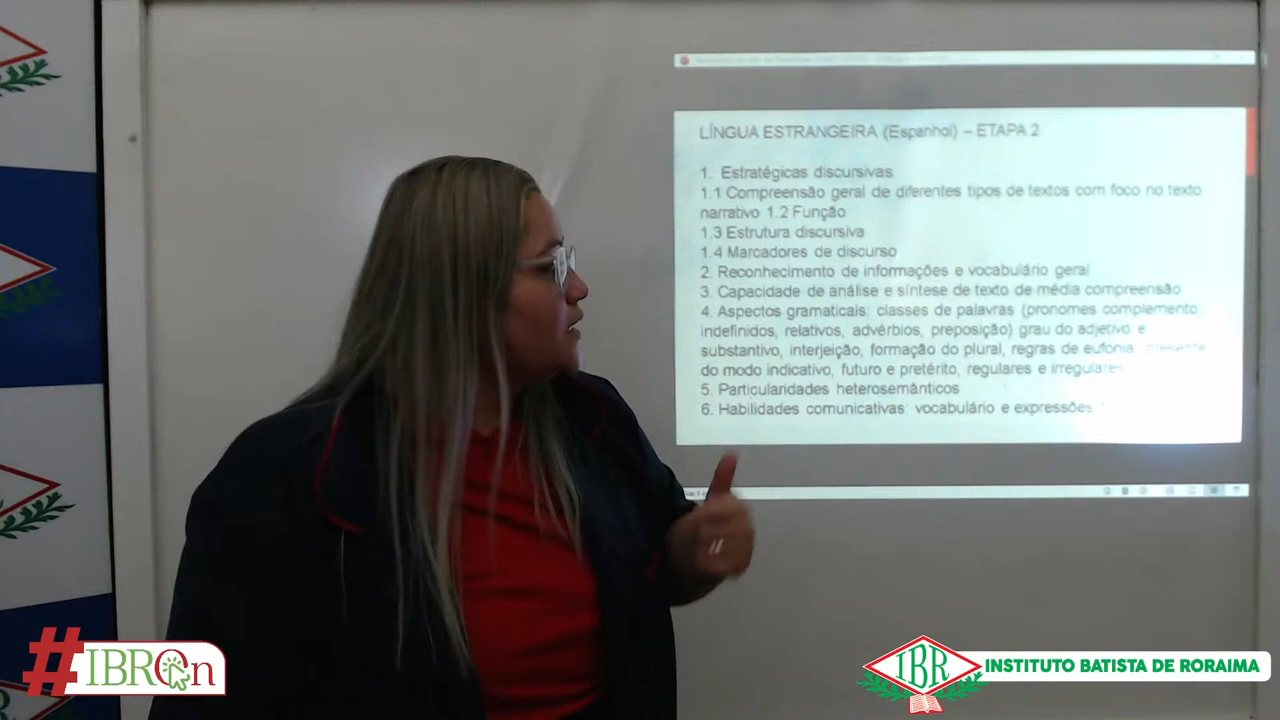 LÍNGUA ESTRANGEIRA (Espanhol) – ETAPA 2
1. Estratégicas discursivas
1.1 Compreensão geral de diferentes tipos de textos com foco no texto
narrativo 1.2 Função
1.3 Estrutura discursiva
1.4 Marcadores de discurso
2. Reconhecimento de informações e vocabulário geral
3. Capacidade de análise e síntese de texto de média compreensão
4. Aspectos gramaticais: classes de palavras (pronomes complemento,
indefinidos, relativos, advérbios, preposição) grau do adjetivo e
substantivo, interjeição, formação do plural, regras de eufonia, presente
do modo indicativo, futuro e pretérito, regulares e irregulares
5. Particularidades heterosemânticos
6. Habilidades comunicativas: vocabulário e expressões
#IBROn
IBR
INSTITUTO BATISTA DE RORAIMA